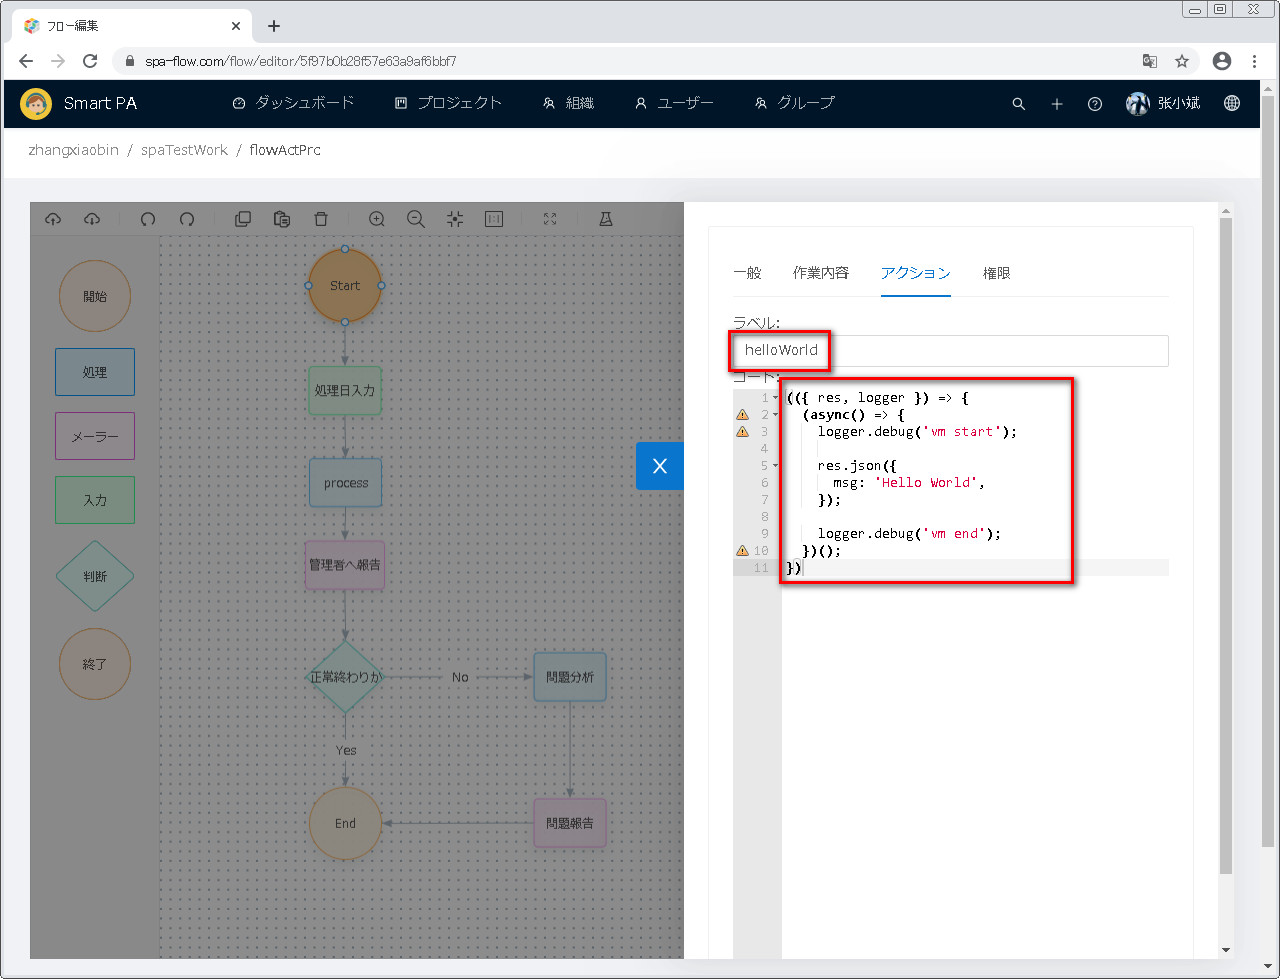 フロー編集
spa-flow.com/flow/editor/5f97b0b28f57e63a9af6bbf7
Smart PA
ダッシュボード
プロジェクト
組織
ユーザー
グループ
张小斌
zhangxiaobin / spaTestWork / flowActPrc
開始
処理
メーラー
入力
判断
終了
Start
処理日入力
process
管理者へ報告
正常終わりか
No
問題分析
Yes
End
問題報告
一般
作業内容
アクション
権限
ラベル:
helloWorld
コード:
1 (({ res, logger }) => {
2 (async() => {
3 logger.debug('vm start');
4
5 res.json({
6 msg: 'Hello World',
7 });
8
9 logger.debug('vm end');
10 })();
11 })